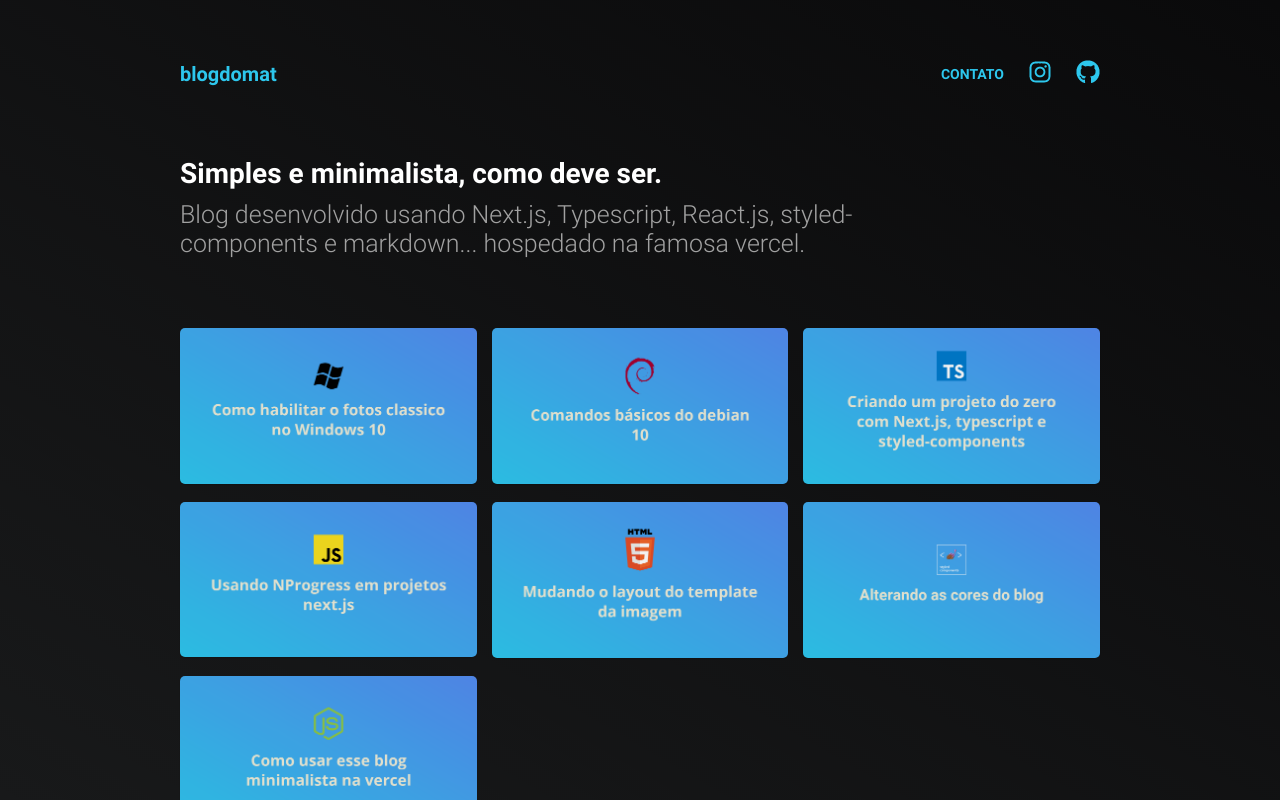 blogdomat
CONTATO
Simples e minimalista, como deve ser.
Blog desenvolvido usando Next.js, Typescript, React.js, styled-
components e markdown... hospedado na famosa vercel.
Como habilitar o fotos classico
no Windows 10
Comandos básicos do debian
10
TS
Criando um projeto do zero
com Next.js, typescript e
styled-components
JS
Usando NProgress em projetos
next.js
HTML
5
Mudando o layout do template
da imagem
Alterando as cores do blog
JS
Como usar esse blog
minimalista na vercel